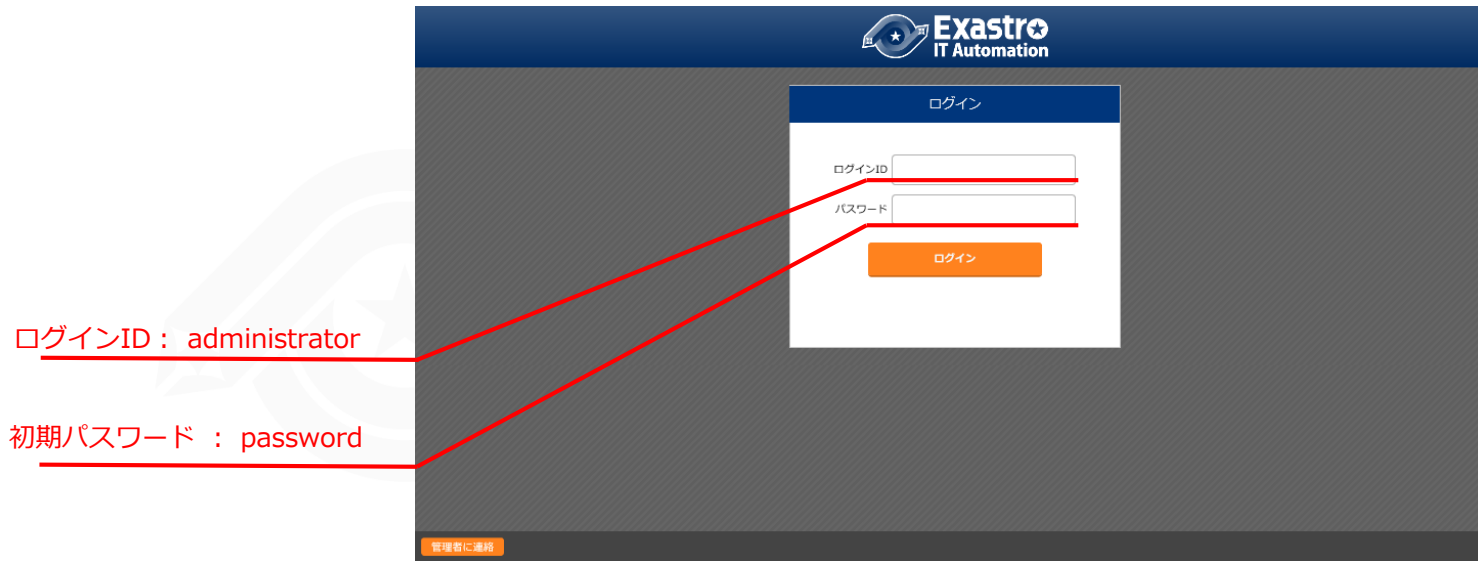 Exastro
IT Automation
ログイン
ログインID
パスワード
ログイン
ログインID： administrator
初期パスワード ： password
管理者に連絡